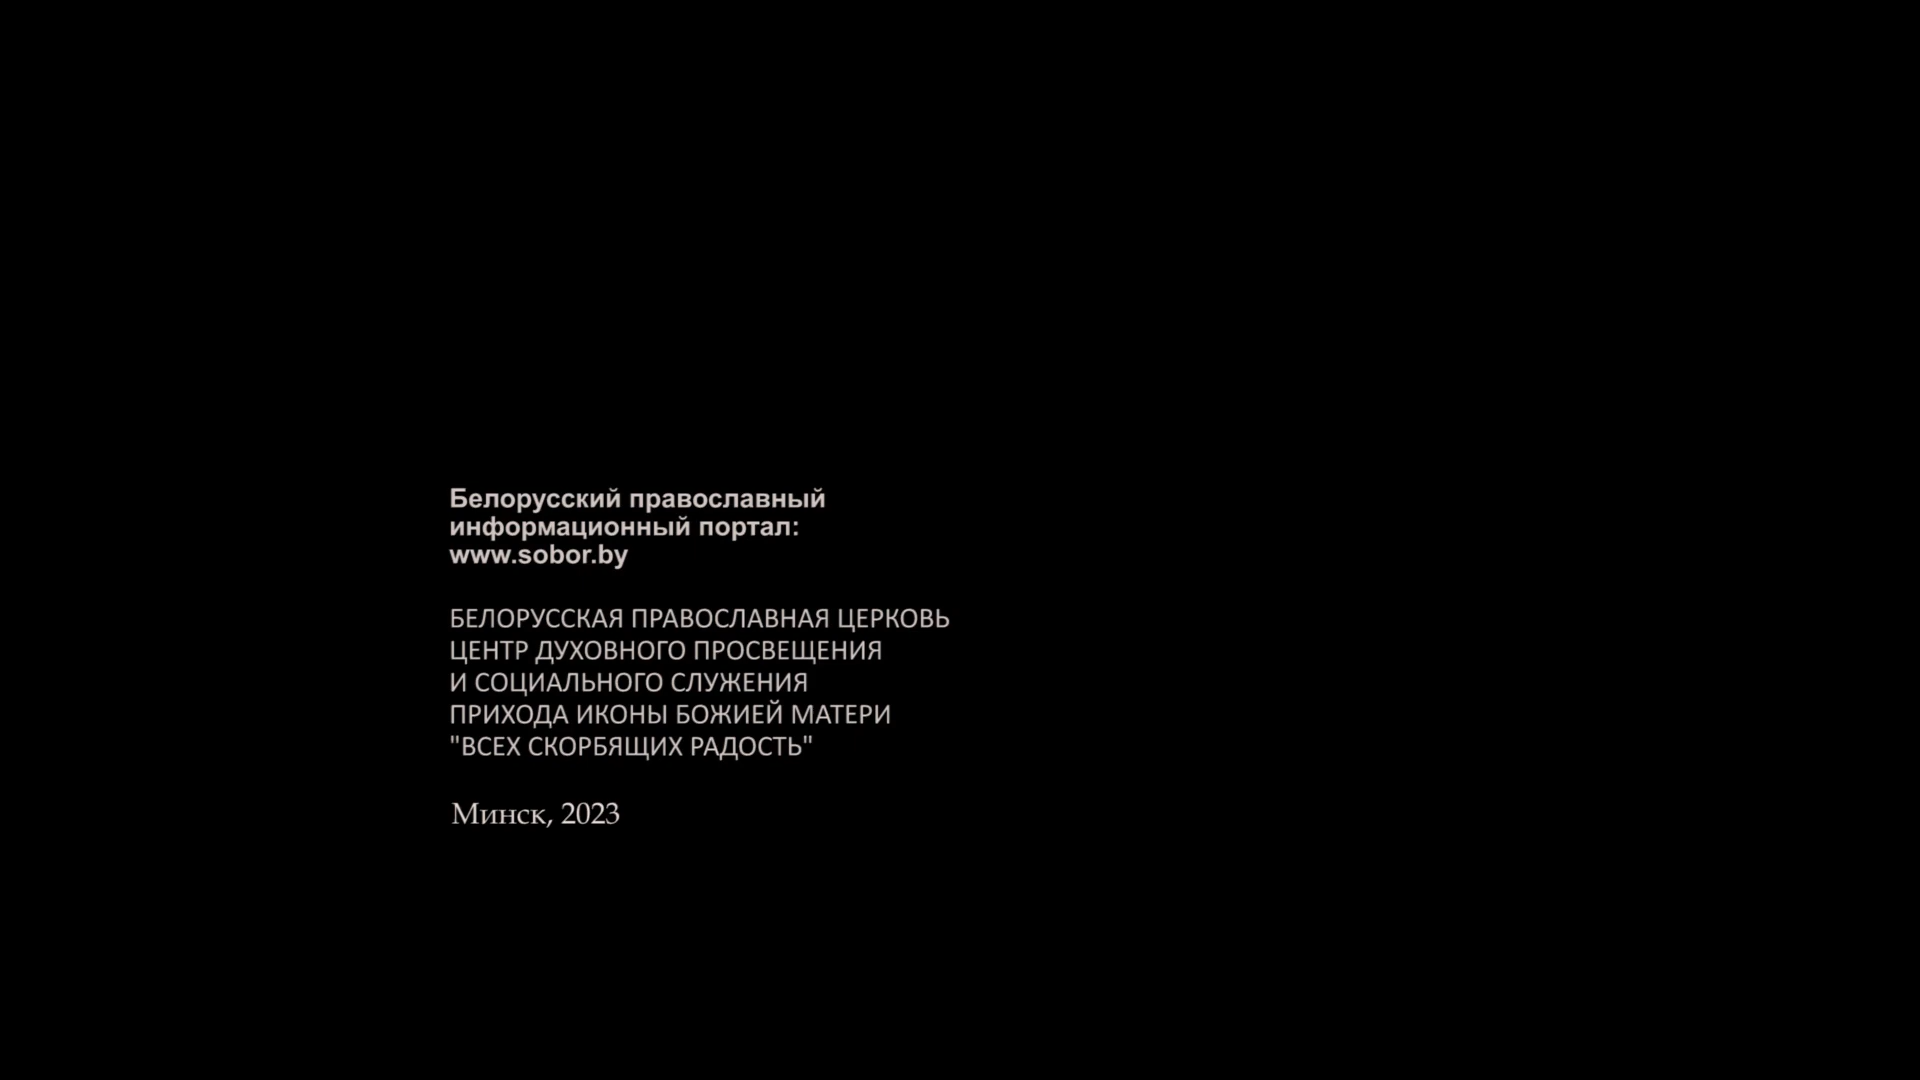 Белорусский православный
информационный портал:
www.sobor.by
БЕЛОРУССКАЯ ПРАВОСЛАВНАЯ ЦЕРКОВЬ
ЦЕНТР ДУХОВНОГО ПРОСВЕЩЕНИЯ
И СОЦИАЛЬНОГО СЛУЖЕНИЯ
ПРИХОДА ИКОНЫ БОЖИЕЙ МАТЕРИ
"ВСЕХ СКОРБЯЩИХ РАДОСТЬ"
Минск, 2023